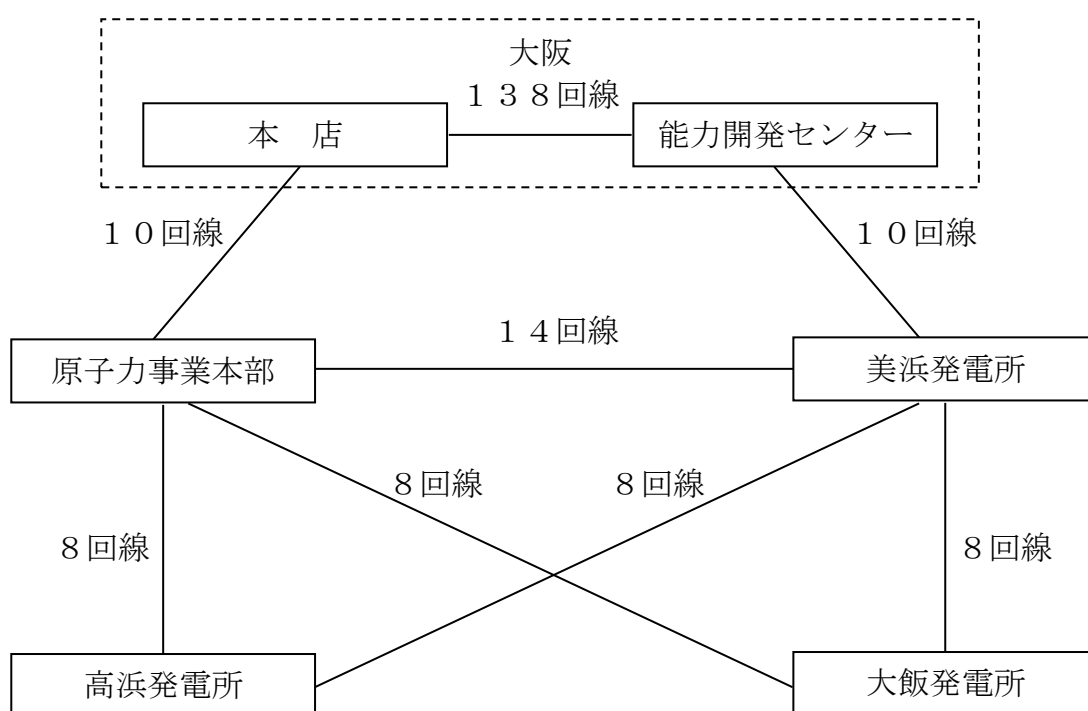 大阪
１３８回線
本　店
能力開発センター
１０回線
１０回線
１４回線
原子力事業本部
美浜発電所
８回線
８回線
８回線
８回線
高浜発電所
大飯発電所